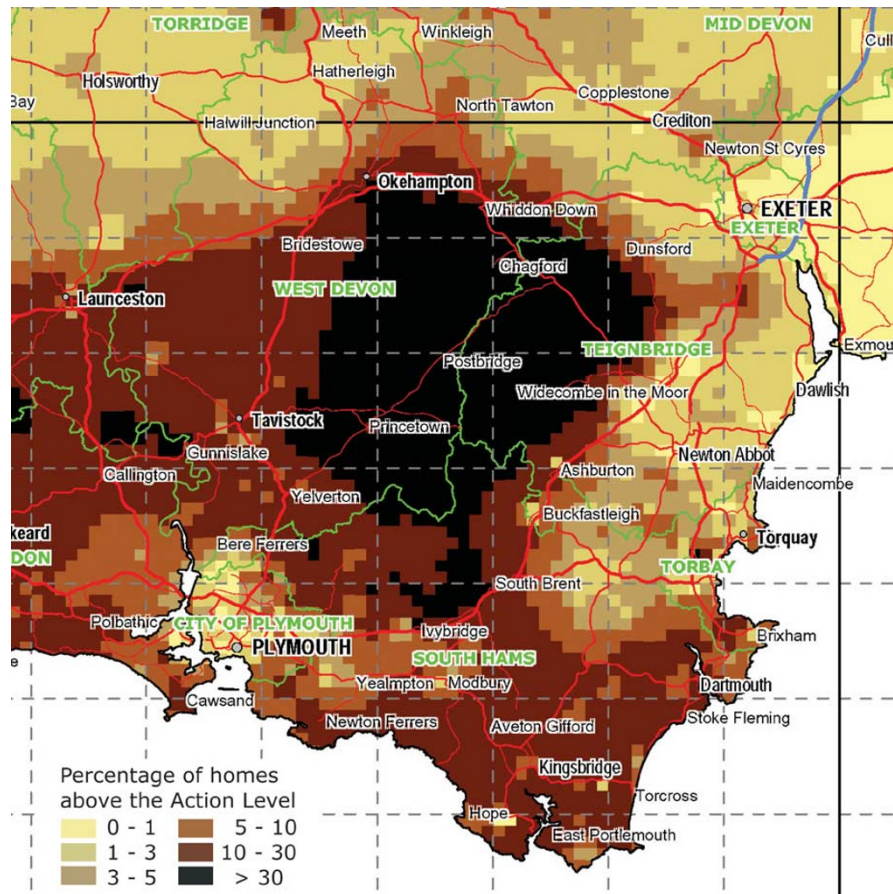 TORRIDGE
Meeth
Winkleigh
MID DEVON
Cull
Hatherleigh
Holsworthy
Bay
North Tawton
Copplestone
Halwill Junction
Crediton
Newton St Cyres
Okehampton
Whiddon Down
EXETER
EXETER
Bridestowe
Dunsford
Chagford
WEST DEVON
Launceston
Exmou
TEIGNBRIDGE
Postbridge
Widecombe in the Moor
Dawlish
Tavistock
Princetown
Gunnislake
Newton Abbot
Callington
Ashburton
Maidencombe
Yelverton
Buckfastleigh
keard
Torquay
Bere Ferrers
DON
TORBAY
South Brent
Polbathic
CITY OF PLYMOUTH
Ivybridge
Brixham
PLYMOUTH
e
SOUTH HAMS
Yealmpton
Modbury
Dartmouth
Cawsand
Newton Ferrers
Aveton Gifford
Stoke Fleming
Kingsbridge
Torcross
Hope
East Portlemouth
Percentage of homes
above the Action Level
0 - 1
5 - 10
1 - 3
10 - 30
3 - 5
> 30